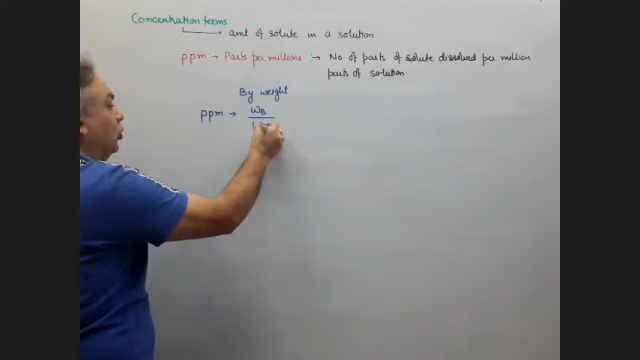 Concentration terms
→ amt of solute in a solution
ppm → Parts per millions → No of parts of solute dissolved per million
parts of solution
By weight
ppm → WB